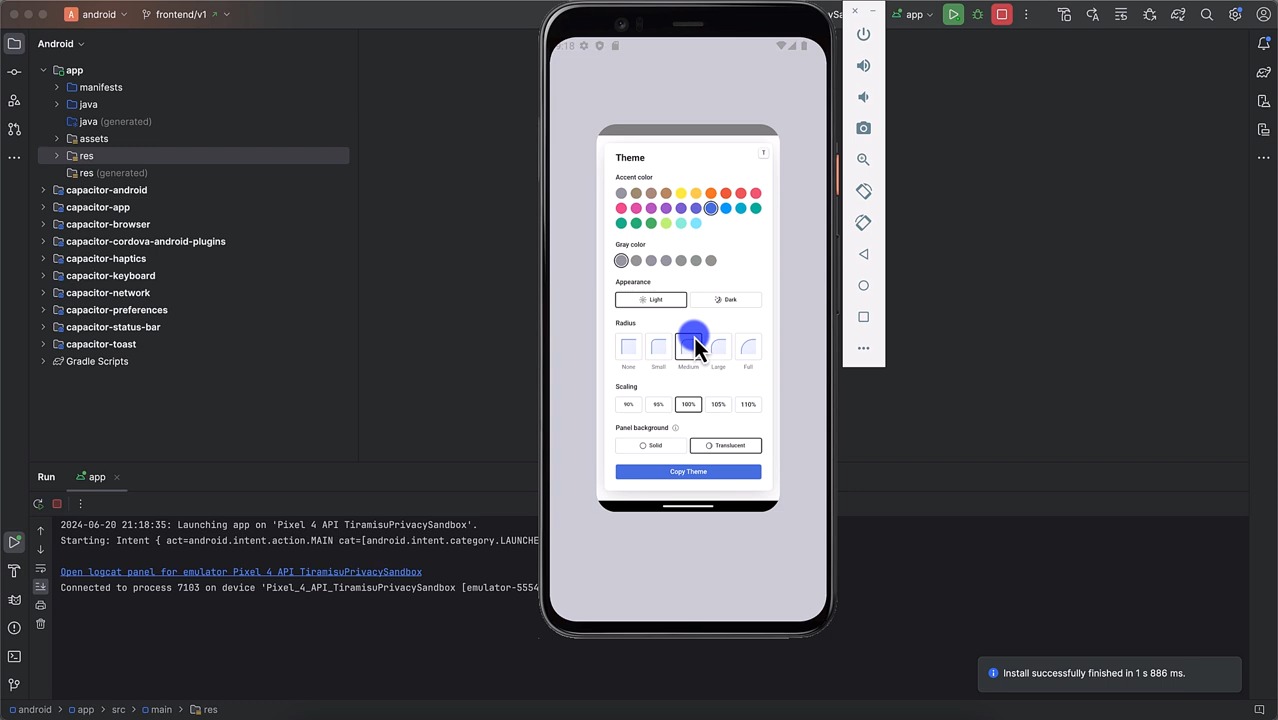 android
frontend/v1
app
Android
app
manifests
java
java (generated)
assets
res
res (generated)
capacitor-android
capacitor-app
capacitor-browser
capacitor-cordova-android-plugins
capacitor-haptics
capacitor-keyboard
capacitor-network
capacitor-preferences
capacitor-status-bar
capacitor-toast
Gradle Scripts
Theme
T
Accent color
Gray color
Appearance
Light Dark
Radius
None Small Medium Large Full
Scaling
90% 95% 100% 105% 110%
Panel background
Solid Translucent
Copy Theme
Run app
2024-06-20 21:18:35: Launching app on 'Pixel 4 API TiramisuPrivacySandbox'.
Starting: Intent { act=android.intent.action.MAIN cat=[android.intent.category.LAUNCHE
Open logcat panel for emulator Pixel 4 API TiramisuPrivacySandbox
Connected to process 7103 on device 'Pixel_4_API_TiramisuPrivacySandbox [emulator-5554
Install successfully finished in 1 s 886 ms.
android app src main res